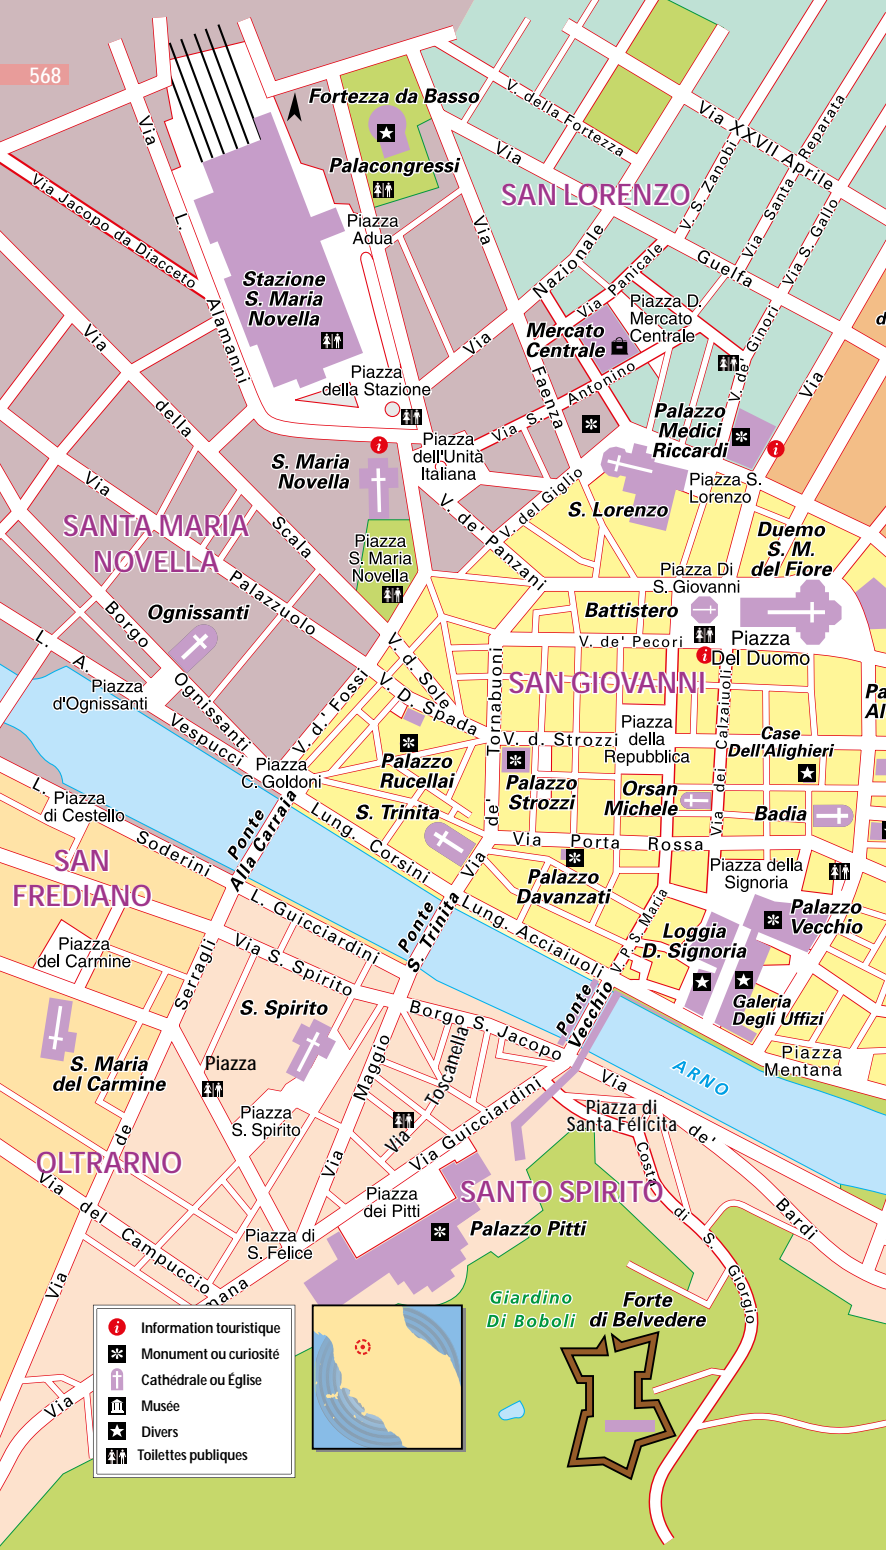 568
Fortezza da Basso
Palacongressi
Piazza
Adua
SAN LORENZO
V. della Fortezza
Via XXVII Aprile
Via Santa Reparata
V. S. Zanobi
Via S. Gallo
Via Guelfa
Via Nazionale
Via Panicale
Via Faenza
Via S. Antonino
V. de' Ginori
Via
Via L. Alamanni
Via Jacopo da Diacceto
Stazione
S. Maria
Novella
Piazza
della Stazione
Mercato
Centrale
Piazza D.
Mercato
Centrale
Palazzo
Medici
Riccardi
Piazza S.
Lorenzo
S. Lorenzo
Piazza
dell'Unità
Italiana
S. Maria
Novella
Piazza
S. Maria
Novella
V. del Giglio
V. de' Panzani
Via della Scala
Via Palazzuolo
SANTA MARIA
NOVELLA
Ognissanti
Borgo Ognissanti
L. A. Vespucci
Piazza
d'Ognissanti
Duemo
S. M.
del Fiore
Piazza Di
S. Giovanni
Battistero
V. de' Pecori
Piazza
Del Duomo
SAN GIOVANNI
V. d. Sole
V. D. Spada
V. d.' Fossi
Piazza
C. Goldoni
de' Tornabuoni
V. d. Strozzi
Piazza
della
Repubblica
Via dei Calzaiuoli
Case
Dell'Alighieri
Pa
Al
d
Palazzo
Rucellai
Palazzo
Strozzi
Orsan
Michele
Badia
S. Trinita
Via Porta Rossa
Palazzo
Davanzati
Piazza della
Signoria
Palazzo
Vecchio
Loggia
D. Signoria
Galeria
Degli Uffizi
V. P. S. Maria
Via
Lung. Corsini
Lung. Acciaiuoli
Ponte
Alla Carraia
Ponte
S. Trinita
Ponte
Vecchio
ARNO
Piazza
Mentana
L. Soderini
Piazza
di Cestello
SAN
FREDIANO
Piazza
del Carmine
L. Guicciardini
Via S. Spirito
Via de Serragli
S. Spirito
Borgo S. Jacopo
S. Maria
del Carmine
Piazza
Piazza
S. Spirito
Via Maggio
Via Toscanella
Via Guicciardini
Via de' Bardi
Piazza di
Santa Félicita
Costa di S. Giorgio
OLTRARNO
SANTO SPIRITO
Via del Campuccio
Piazza
dei Pitti
Piazza di
S. Felice
Palazzo Pitti
Via
mana
Giardino
Di Boboli
Forte
di Belvedere
Information touristique
Monument ou curiosité
Cathédrale ou Église
Musée
Divers
Toilettes publiques